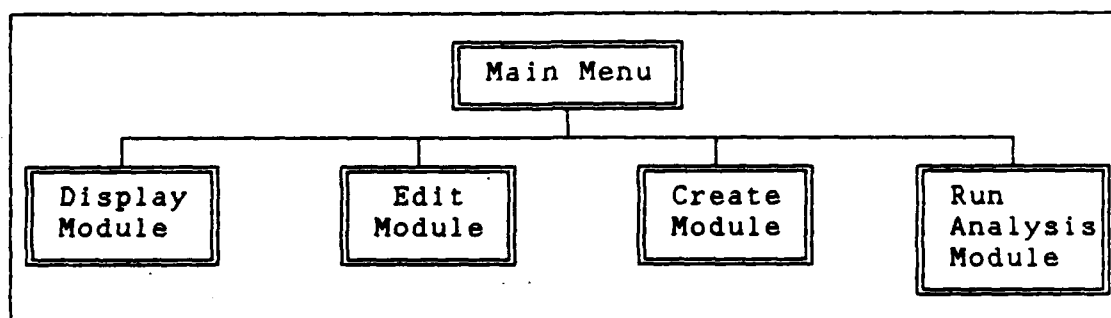 Main Menu
Display
Module
Edit
Module
Create
Module
Run
Analysis
Module